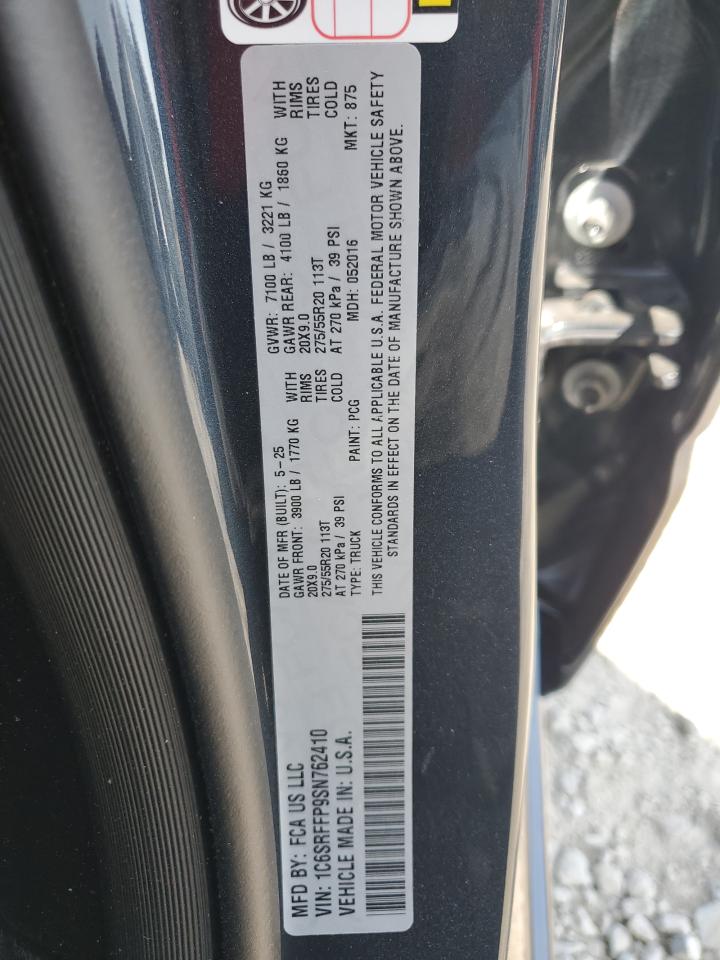 MFD BY: FCA US LLC
VIN: 1C6SRFFP9SN762410
VEHICLE MADE IN: U.S.A.
DATE OF MFR (BUILT): 5-25
GAWR FRONT: 3900 LB / 1770 KG WITH
20X9.0 RIMS
275/55R20 113T TIRES
AT 270 kPa / 39 PSI COLD
TYPE: TRUCK PAINT: PCG
GVWR: 7100 LB / 3221 KG
GAWR REAR: 4100 LB / 1860 KG WITH
20X9.0 RIMS
275/55R20 113T TIRES
AT 270 kPa / 39 PSI COLD
MDH: 052016 MKT: 875
THIS VEHICLE CONFORMS TO ALL APPLICABLE U.S.A. FEDERAL MOTOR VEHICLE SAFETY
STANDARDS IN EFFECT ON THE DATE OF MANUFACTURE SHOWN ABOVE.